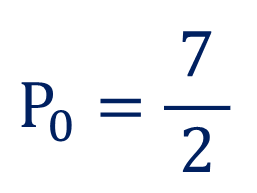 P₀ = 7/2